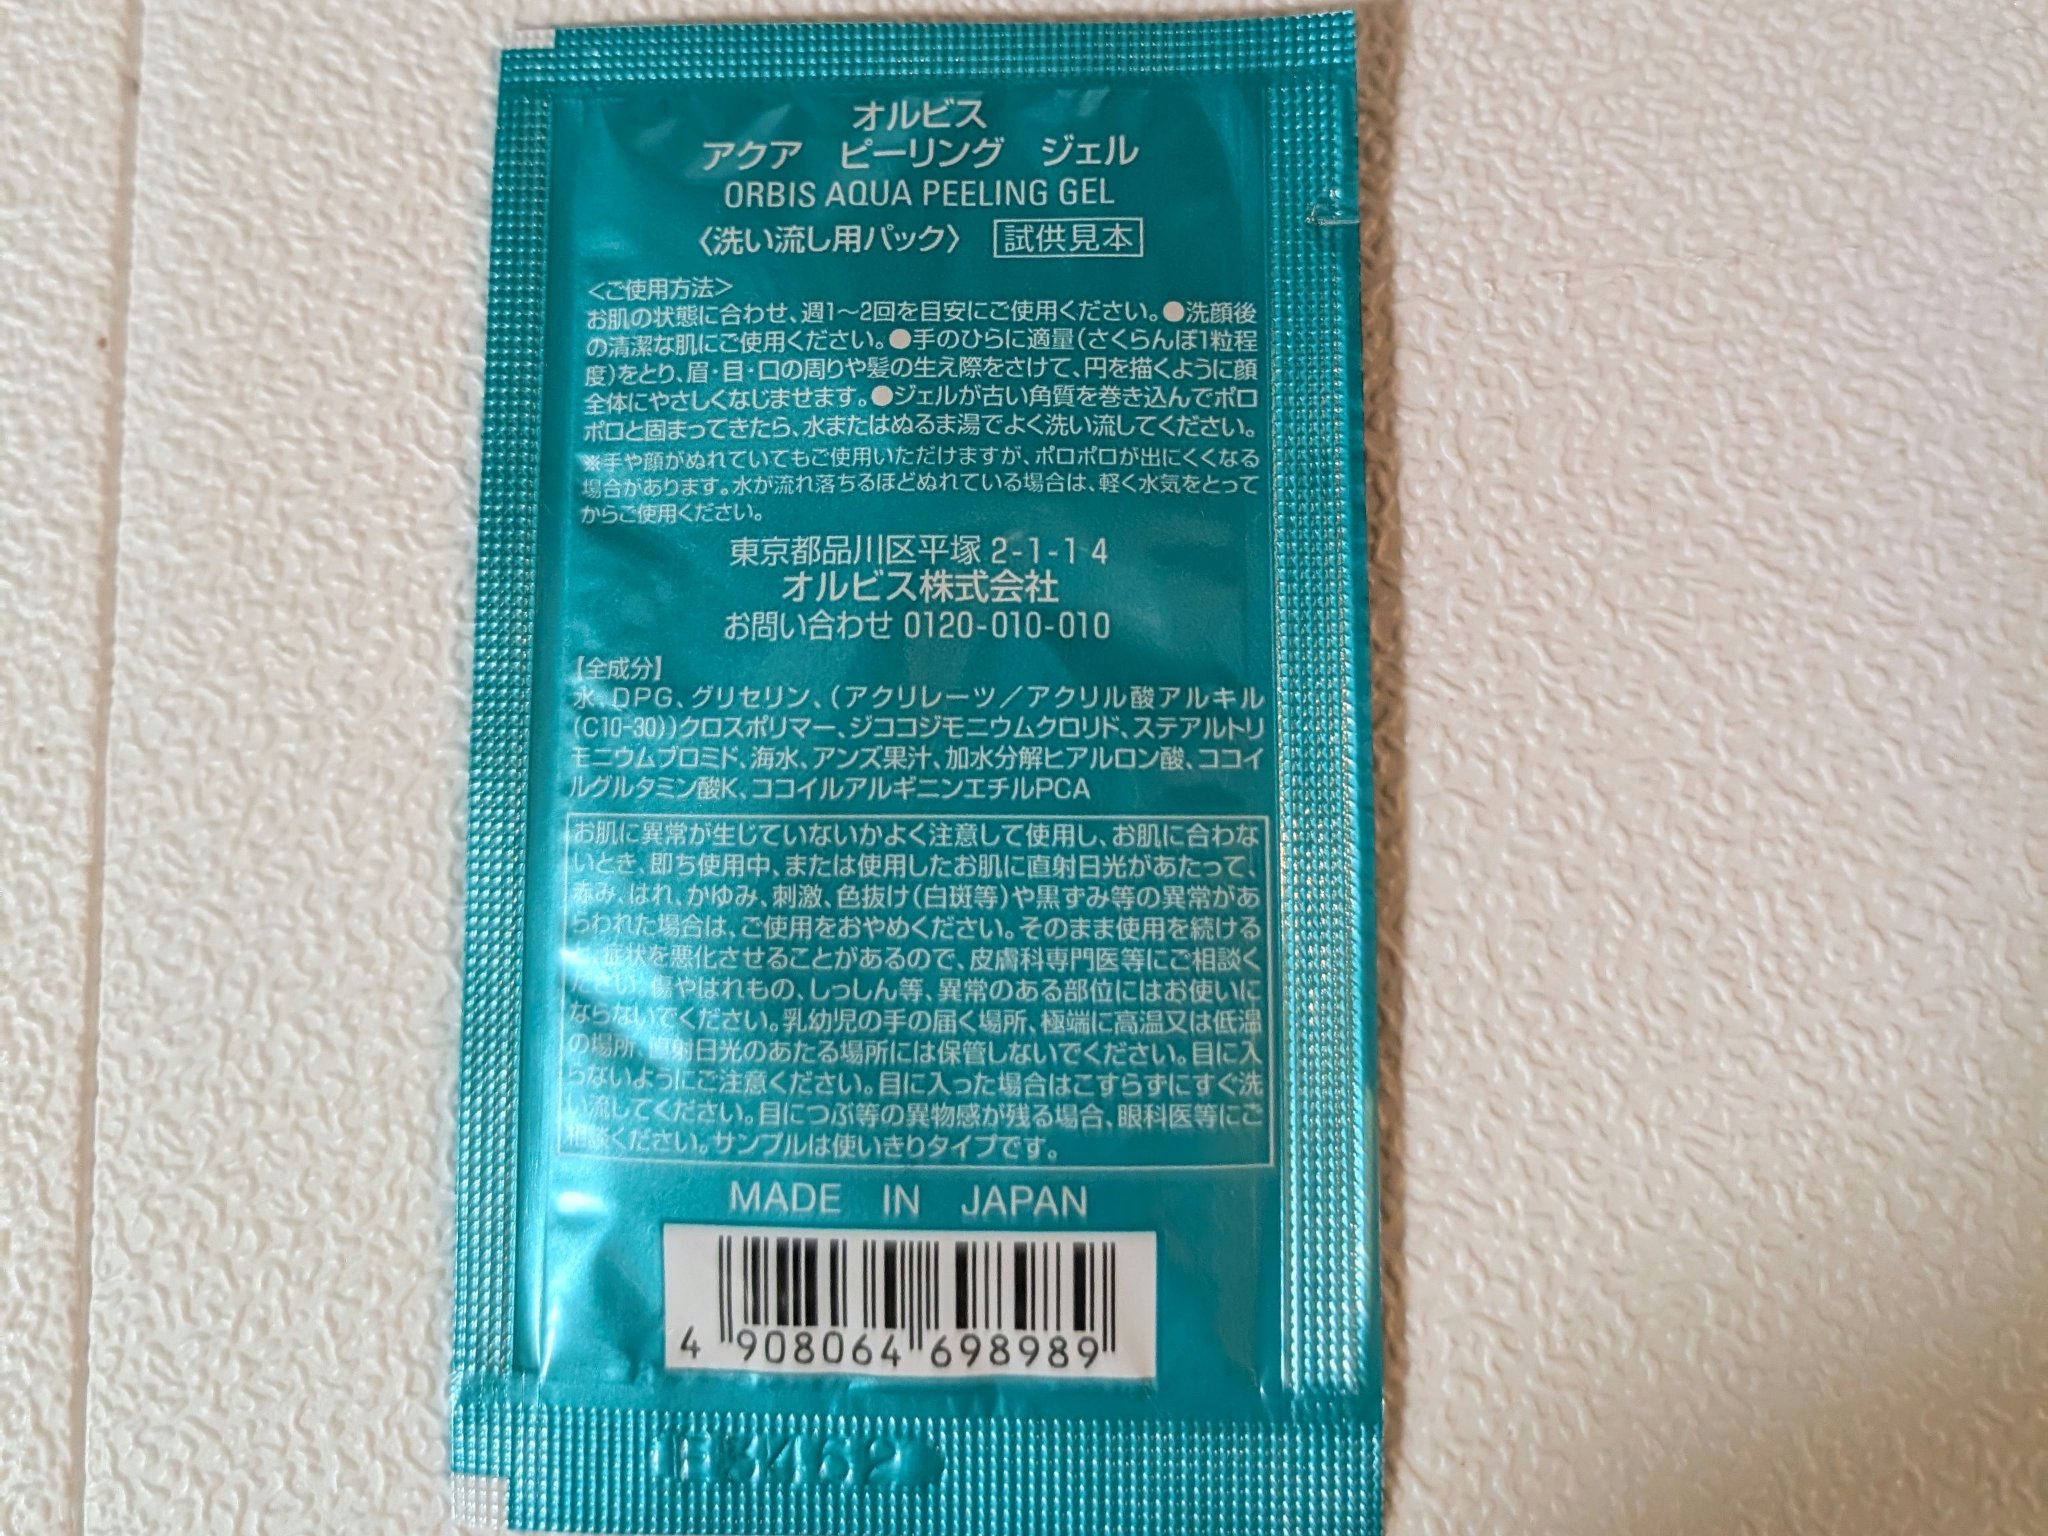 オルビス
アクア ピーリング ジェル
ORBIS AQUA PEELING GEL
〈洗い流し用パック〉 試供見本
<ご使用方法>
お肌の状態に合わせ、週1～2回を目安にご使用ください。●洗顔後
の清潔な肌にご使用ください。●手のひらに適量(さくらんぼ1粒程
度)をとり、眉・目・口の周りや髪の生え際をさけて、円を描くように顔
全体にやさしくなじませます。●ジェルが古い角質を巻き込んでポロ
ポロと固まってきたら、水またはぬるま湯でよく洗い流してください。
※手や顔がぬれていてもご使用いただけますが、ポロポロが出にくくなる
場合があります。水が流れ落ちるほどぬれている場合は、軽く水気をとって
からご使用ください。
東京都品川区平塚 2-1-14
オルビス株式会社
お問い合わせ 0120-010-010
【全成分】
水、DPG、グリセリン、(アクリレーツ／アクリル酸アルキル
(C10-30))クロスポリマー、ジココジモニウムクロリド、ステアルトリ
モニウムブロミド、海水、アンズ果汁、加水分解ヒアルロン酸、ココイ
ルグルタミン酸K、ココイルアルギニンエチルPCA
お肌に異常が生じていないかよく注意して使用し、お肌に合わな
いとき、即ち使用中、または使用したお肌に直射日光があたって、
赤み、はれ、かゆみ、刺激、色抜け(白斑等)や黒ずみ等の異常があ
らわれた場合は、ご使用をおやめください。そのまま使用を続ける
と、症状を悪化させることがあるので、皮膚科専門医等にご相談く
ださい。傷やはれもの、しっしん等、異常のある部位にはお使いに
ならないでください。乳幼児の手の届く場所、極端に高温又は低温
の場所、直射日光のあたる場所には保管しないでください。目に入
らないようにご注意ください。目に入った場合はこすらずにすぐ洗
い流してください。目につぶ等の異物感が残る場合、眼科医等にご
相談ください。サンプルは使いきりタイプです。
MADE IN JAPAN
4 908064 698989